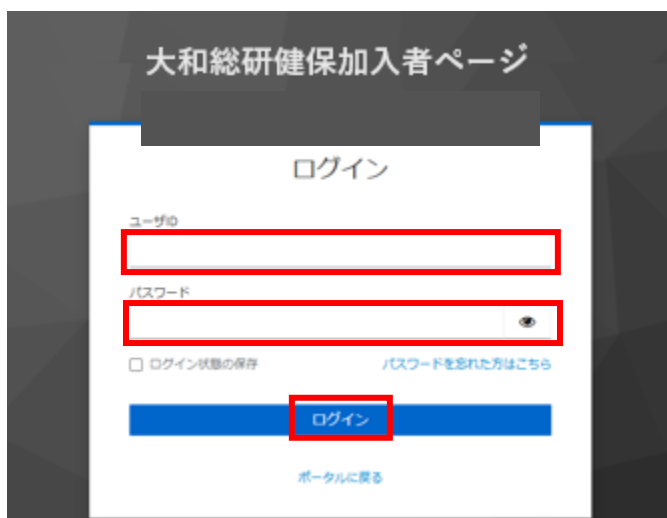 大和総研健保加入者ページ
ログイン
ユーザID
パスワード
ログイン状態の保存 パスワードを忘れた方はこちら
ログイン
ポータルに戻る